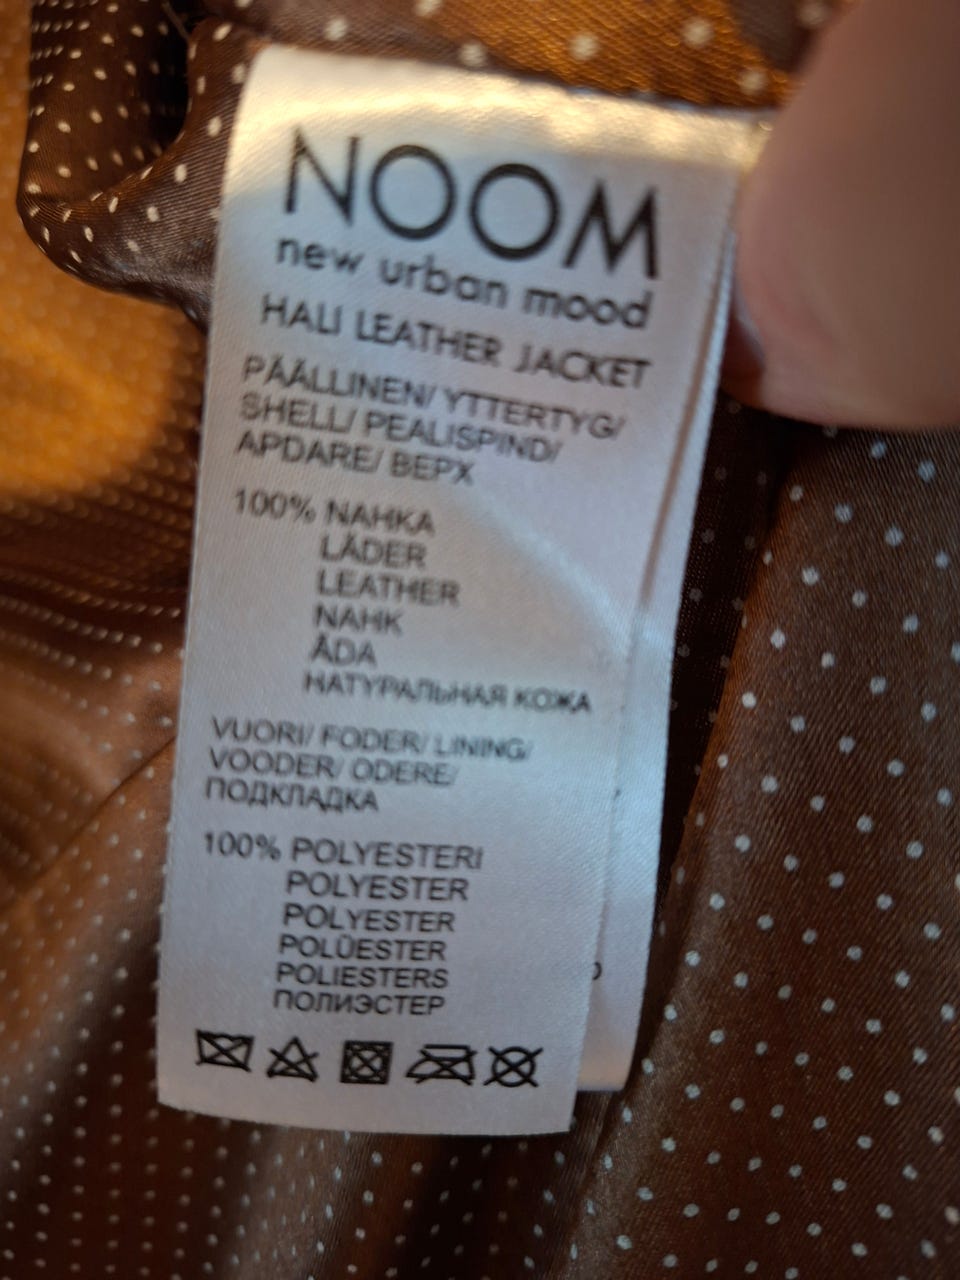 NOOM
new urban mood
HALI LEATHER JACKET
PÄÄLLINEN/ YTTERTYG/
SHELL/ PEALISPIND/
APDARE/ ВЕРХ
100% NAHKA
LÄDER
LEATHER
NAHK
ĀDA
НАТУРАЛЬНАЯ КОЖА
VUORI/ FODER/ LINING/
VOODER/ ODERE/
ПОДКЛАДКА
100% POLYESTERI
POLYESTER
POLYESTER
POLÜESTER
POLIESTERS
ПОЛИЭСТЕР